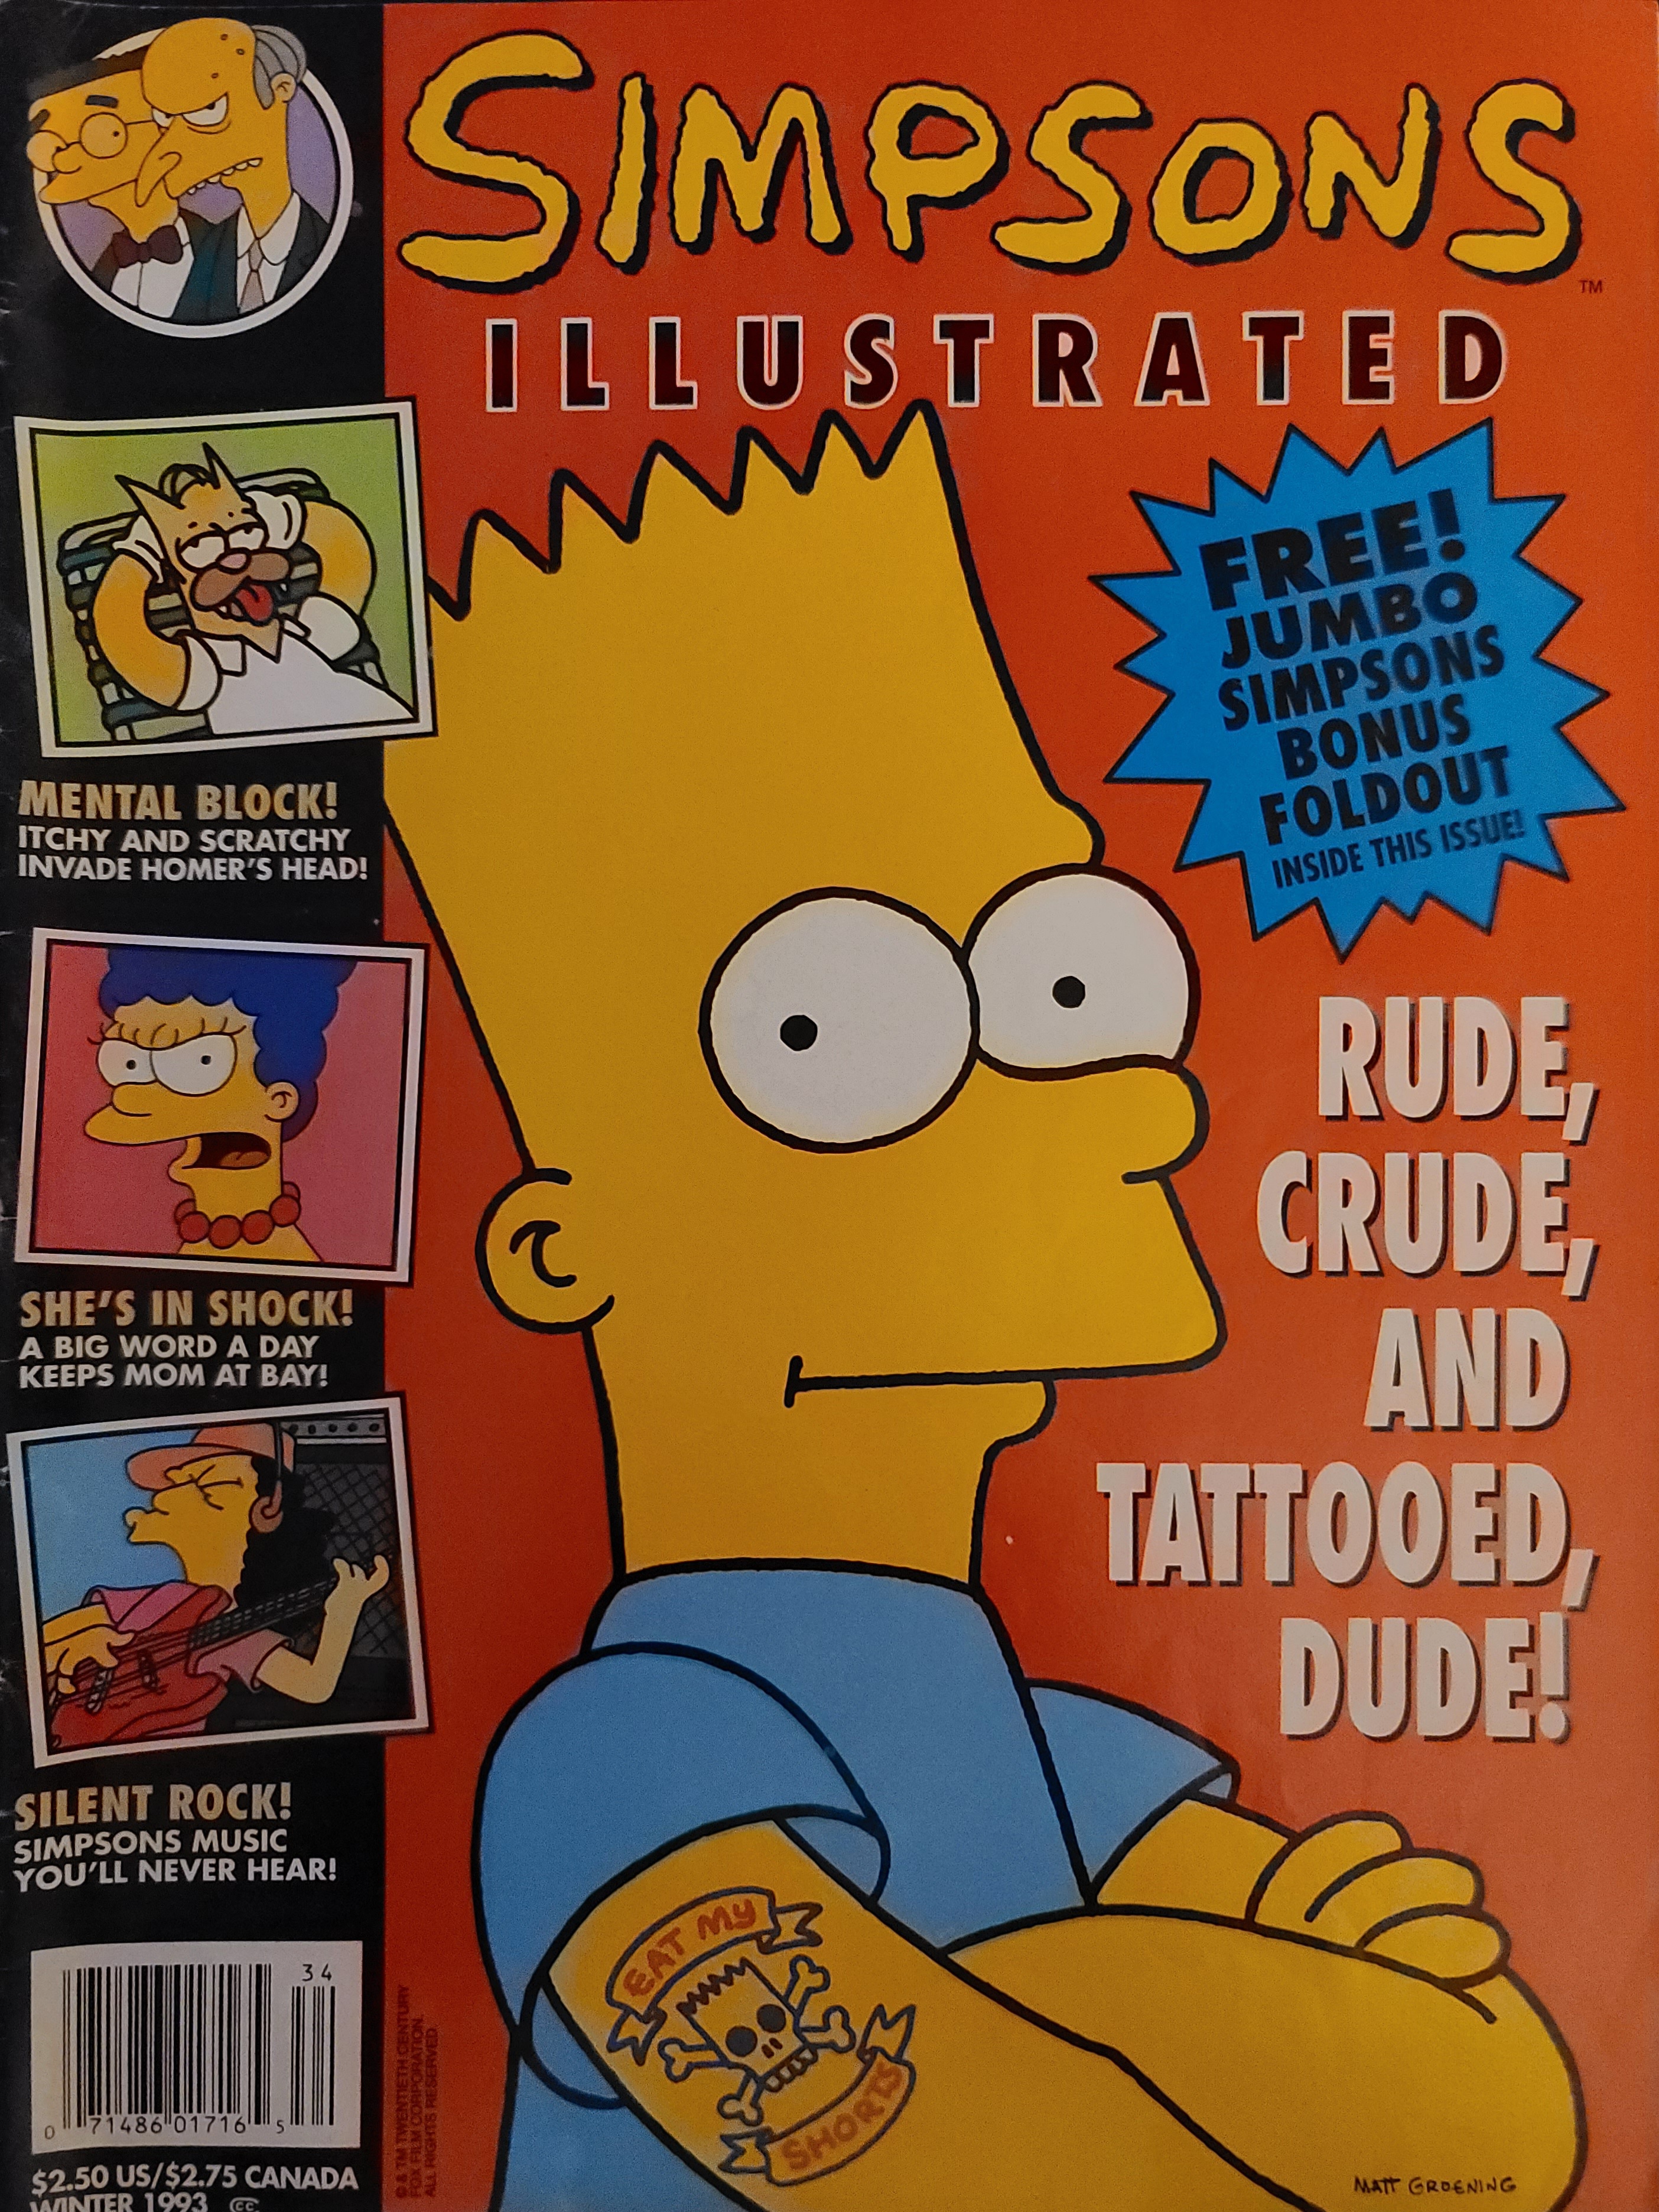 SIMPSONS
TM
ILLUSTRATED
FREE!
JUMBO
SIMPSONS
BONUS
FOLDOUT
INSIDE THIS ISSUE!
MENTAL BLOCK!
ITCHY AND SCRATCHY
INVADE HOMER'S HEAD!
SHE'S IN SHOCK!
A BIG WORD A DAY
KEEPS MOM AT BAY!
RUDE,
CRUDE,
AND
TATTOOED,
DUDE!
SILENT ROCK!
SIMPSONS MUSIC
YOU'LL NEVER HEAR!
EAT MY
SHORTS
34
0 71486 01716 5
© & TM TWENTIETH CENTURY
FOX FILM CORPORATION.
ALL RIGHTS RESERVED.
$2.50 US/$2.75 CANADA
WINTER 1993 CC
MATT GROENING